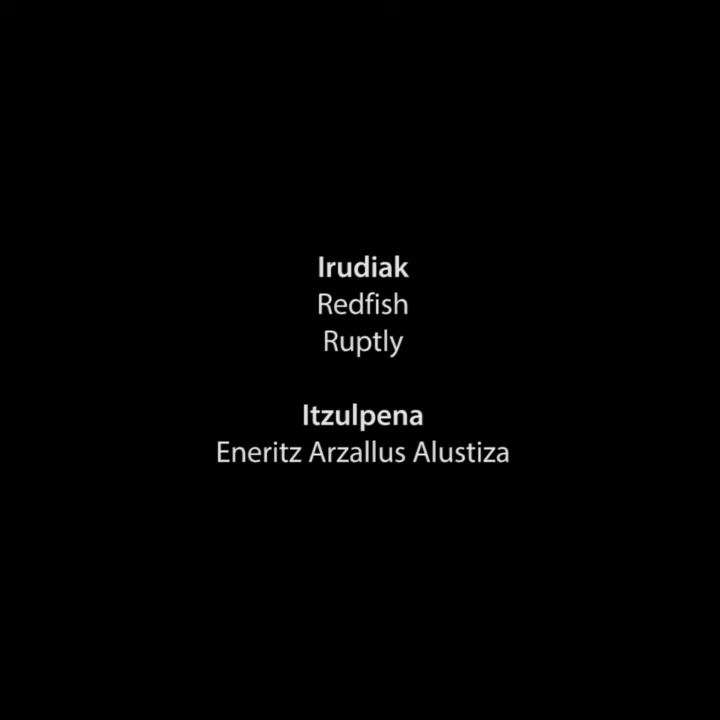 Irudiak
Redfish
Ruptly
Itzulpena
Eneritz Arzallus Alustiza